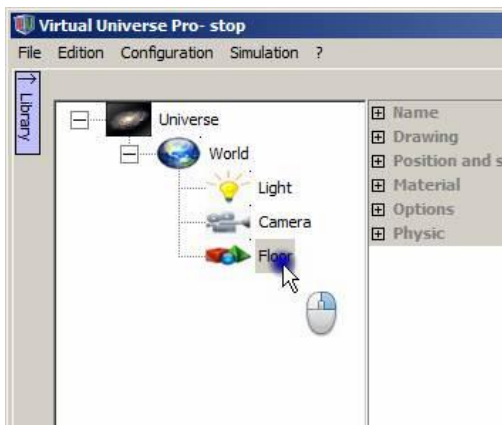 Virtual Universe Pro- stop
File Edition Configuration Simulation ?
Library
Universe
World
Light
Camera
Floor
Name
Drawing
Position and s
Material
Options
Physic